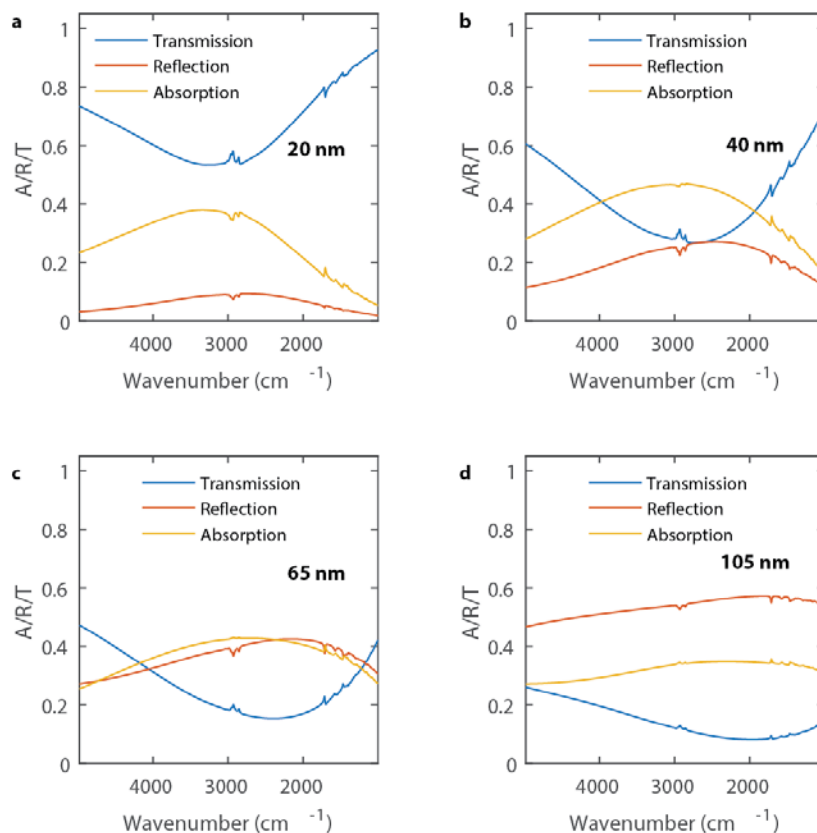 a
1
0.8
0.6
0.4
0.2
0
A/R/T
Transmission
Reflection
Absorption
20 nm
4000 3000 2000
Wavenumber (cm ⁻¹)
b
1
0.8
0.6
0.4
0.2
0
A/R/T
Transmission
Reflection
Absorption
40 nm
4000 3000 2000
Wavenumber (cm ⁻¹)
c
1
0.8
0.6
0.4
0.2
0
A/R/T
Transmission
Reflection
Absorption
65 nm
4000 3000 2000
Wavenumber (cm ⁻¹)
d
1
0.8
0.6
0.4
0.2
0
A/R/T
Transmission
Reflection
Absorption
105 nm
4000 3000 2000
Wavenumber (cm ⁻¹)